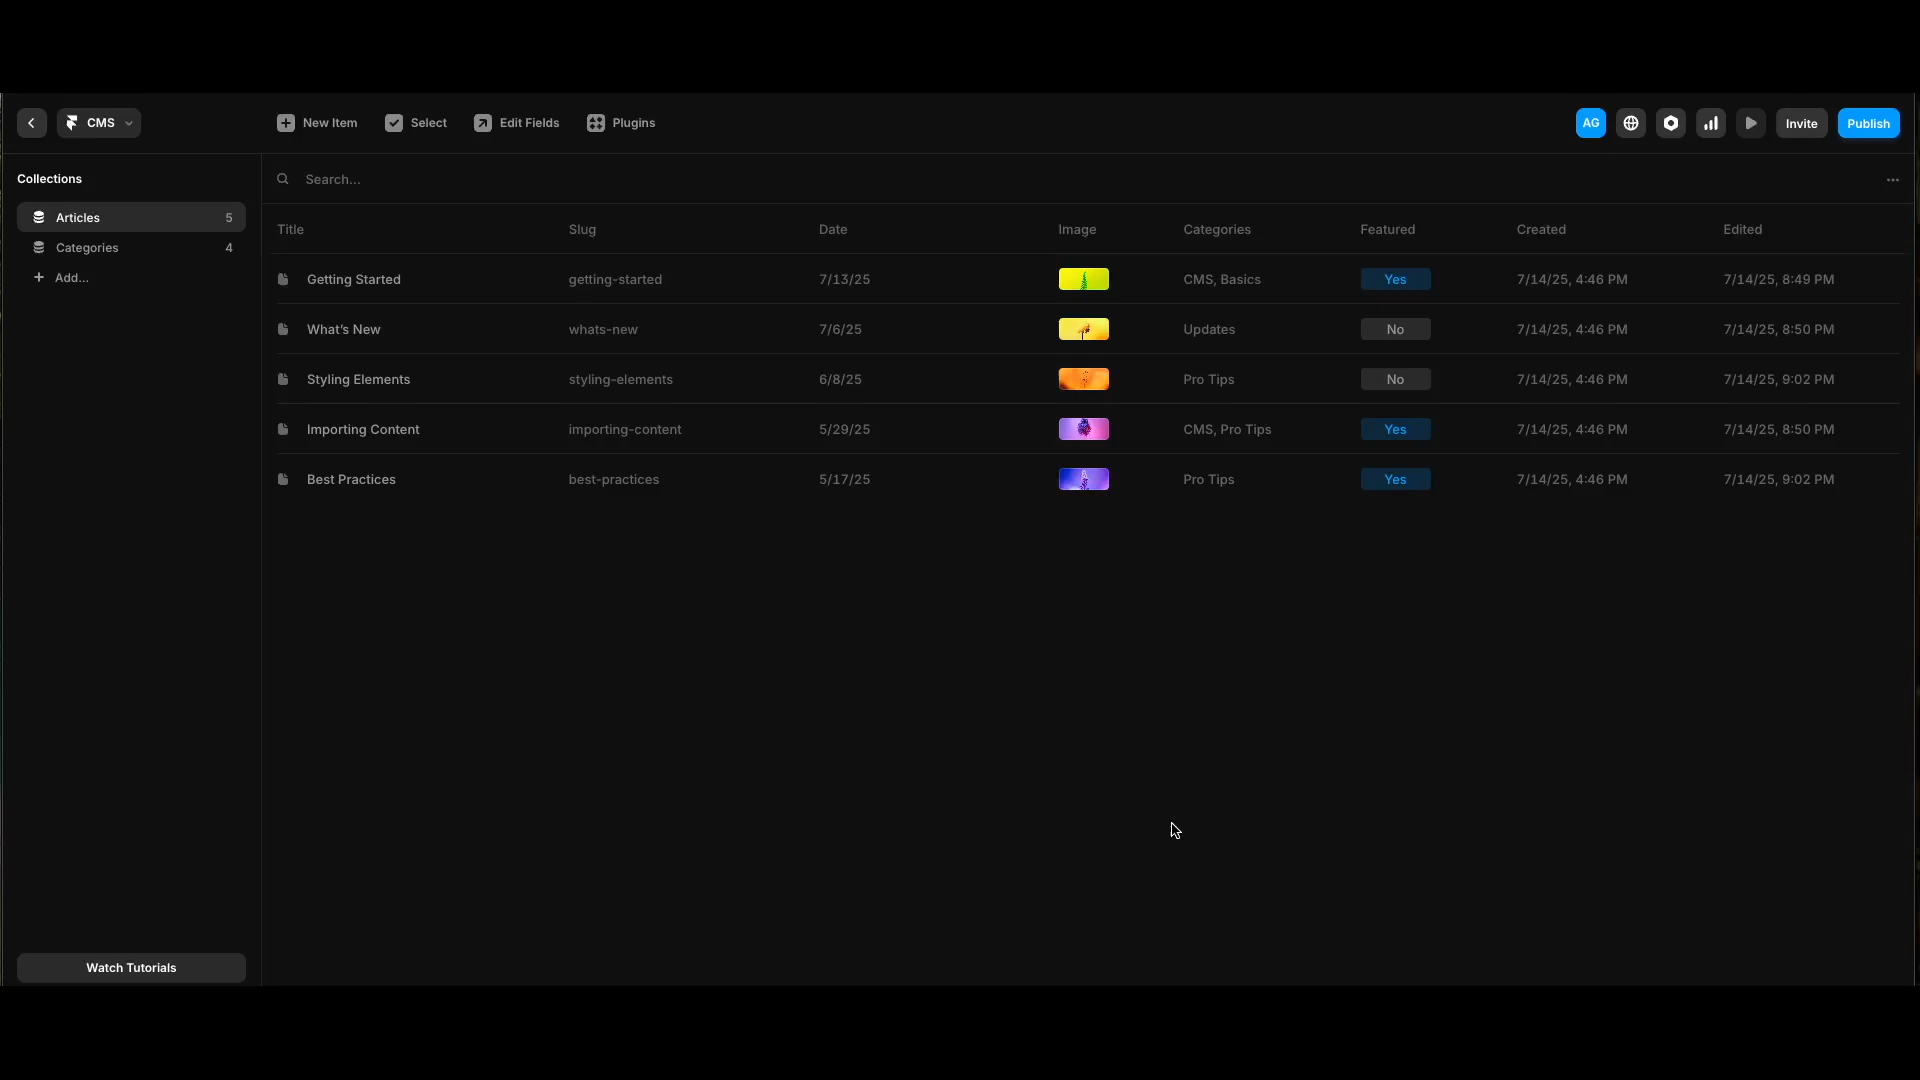 CMS New Item Select Edit Fields Plugins AG Invite Publish
Collections
Search...
Articles 5
Categories 4
Add...
Title Slug Date Image Categories Featured Created Edited
Getting Started getting-started 7/13/25 CMS, Basics Yes 7/14/25, 4:46 PM 7/14/25, 8:49 PM
What’s New whats-new 7/6/25 Updates No 7/14/25, 4:46 PM 7/14/25, 8:50 PM
Styling Elements styling-elements 6/8/25 Pro Tips No 7/14/25, 4:46 PM 7/14/25, 9:02 PM
Importing Content importing-content 5/29/25 CMS, Pro Tips Yes 7/14/25, 4:46 PM 7/14/25, 8:50 PM
Best Practices best-practices 5/17/25 Pro Tips Yes 7/14/25, 4:46 PM 7/14/25, 9:02 PM
Watch Tutorials